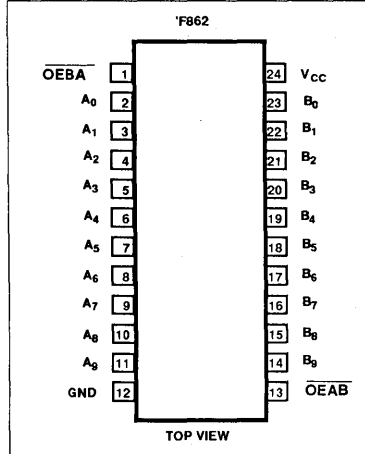 'F862
OEBA 1 24 VCC
A0 2 23 B0
A1 3 22 B1
A2 4 21 B2
A3 5 20 B3
A4 6 19 B4
A5 7 18 B5
A6 8 17 B6
A7 9 16 B7
A8 10 15 B8
A9 11 14 B9
GND 12 13 OEAB
TOP VIEW